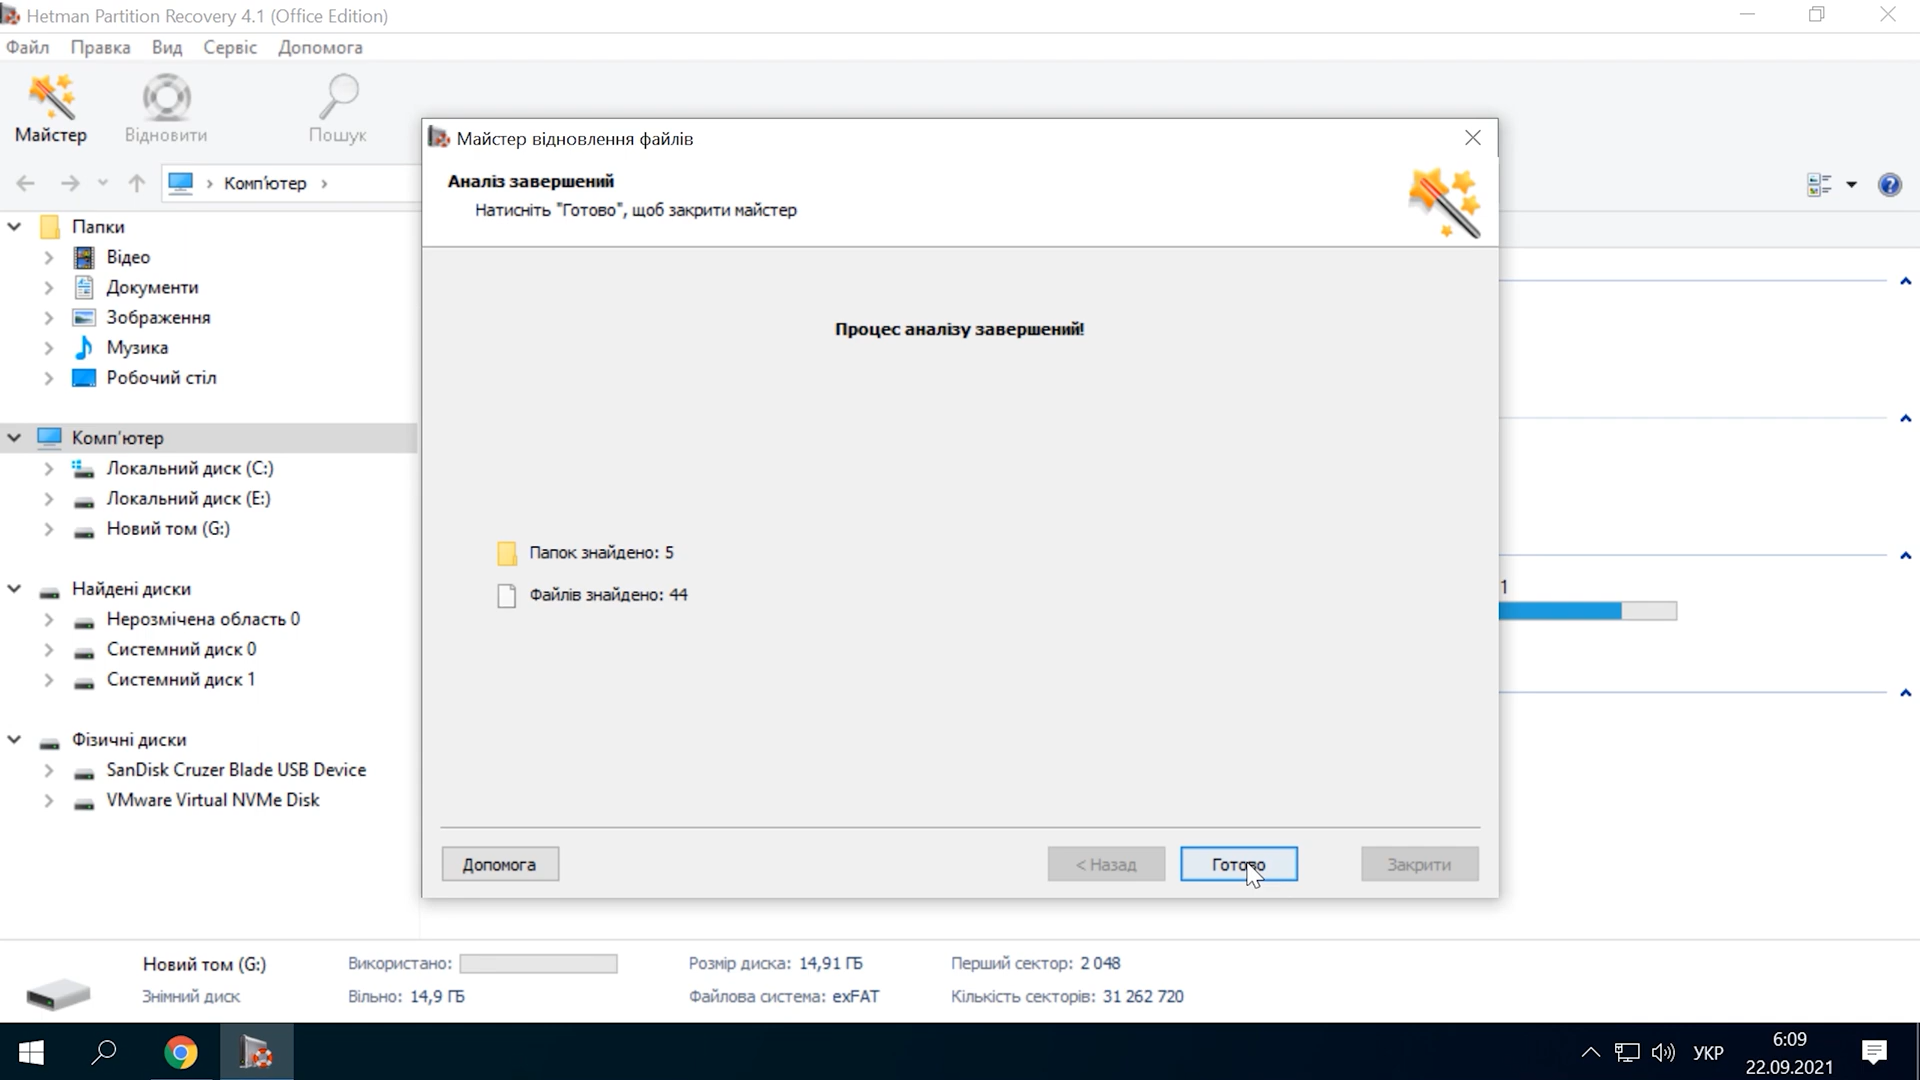 Hetman Partition Recovery 4.1 (Office Edition)
Файл Правка Вид Сервіс Допомога
Майстер Відновити Пошук
Комп'ютер
Папки
Відео
Документи
Зображення
Музика
Робочий стіл
Комп'ютер
Локальний диск (C:)
Локальний диск (E:)
Новий том (G:)
Найдені диски
Нерозмічена область 0
Системний диск 0
Системний диск 1
Фізичні диски
SanDisk Cruzer Blade USB Device
VMware Virtual NVMe Disk
Майстер відновлення файлів
Аналіз завершений
Натисніть "Готово", щоб закрити майстер
Процес аналізу завершений!
Папок знайдено: 5
Файлів знайдено: 44
Допомога < Назад Готово Закрити
1
Новий том (G:) Використано: Розмір диска: 14,91 ГБ Перший сектор: 2 048
Знімний диск Вільно: 14,9 ГБ Файлова система: exFAT Кількість секторів: 31 262 720
УКР
6:09
22.09.2021